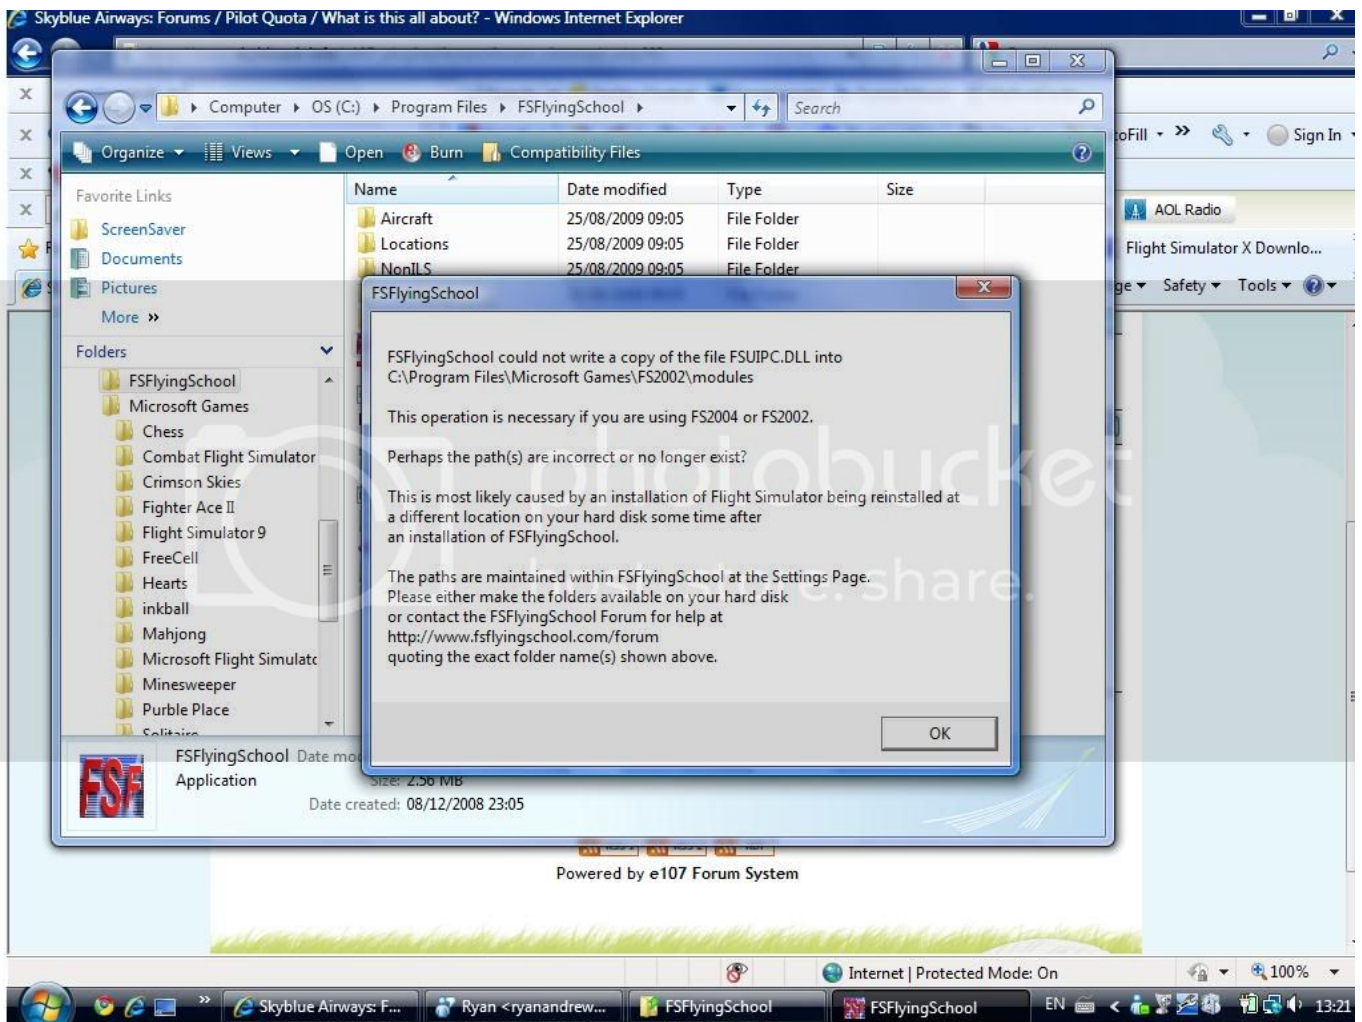 Skyblue Airways: Forums / Pilot Quota / What is this all about? - Windows Internet Explorer
Computer ▸ OS (C:) ▸ Program Files ▸ FSFlyingSchool ▸
Search
toFill
Sign In
Organize Views Open Burn Compatibility Files
Favorite Links
ScreenSaver
Documents
Pictures
More »
Name Date modified Type Size
Aircraft 25/08/2009 09:05 File Folder
Locations 25/08/2009 09:05 File Folder
NonILS 25/08/2009 09:05 File Folder
AOL Radio
Flight Simulator X Downlo...
ge Safety Tools
Folders
FSFlyingSchool
Microsoft Games
Chess
Combat Flight Simulator
Crimson Skies
Fighter Ace II
Flight Simulator 9
FreeCell
Hearts
inkball
Mahjong
Microsoft Flight Simulatc
Minesweeper
Purble Place
Solitaire
FSFlyingSchool
FSFlyingSchool could not write a copy of the file FSUIPC.DLL into
C:\Program Files\Microsoft Games\FS2002\modules
This operation is necessary if you are using FS2004 or FS2002.
Perhaps the path(s) are incorrect or no longer exist?
This is most likely caused by an installation of Flight Simulator being reinstalled at
a different location on your hard disk some time after
an installation of FSFlyingSchool.
The paths are maintained within FSFlyingSchool at the Settings Page.
Please either make the folders available on your hard disk
or contact the FSFlyingSchool Forum for help at
http://www.fsflyingschool.com/forum
quoting the exact folder name(s) shown above.
OK
photobucket
host. store. share.
FSF
FSFlyingSchool Date mo
Application Size: 2.56 MB
Date created: 08/12/2008 23:05
Powered by e107 Forum System
Internet | Protected Mode: On
100%
Skyblue Airways: F...
Ryan <ryanandrew...
FSFlyingSchool
FSFlyingSchool
EN
13:21